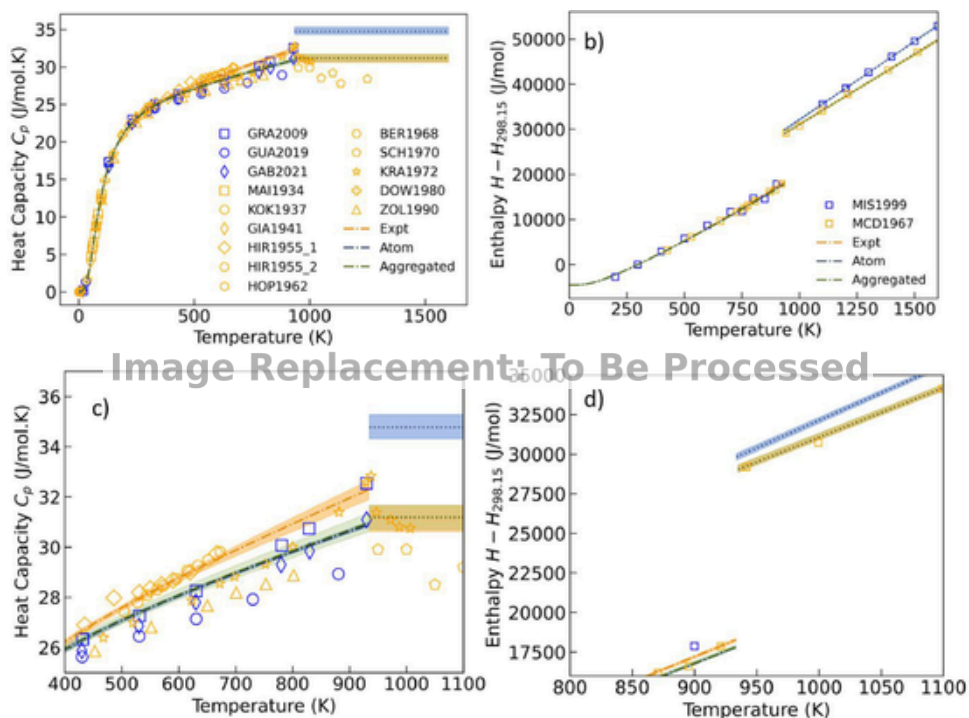 35
30
25
20
15
10
5
0
Heat Capacity Cp (J/mol.K)
GRA2009
GUA2019
GAB2021
MAI1934
KOK1937
GIA1941
HIR1955_1
HIR1955_2
HOP1962
BER1968
SCH1970
KRA1972
DOW1980
ZOL1990
Expt
Atom
Aggregated
0 500 1000 1500
Temperature (K)
b)
50000
40000
30000
20000
10000
0
Enthalpy H − H298.15 (J/mol)
MIS1999
MCD1967
Expt
Atom
Aggregated
0 250 500 750 1000 1250 1500
Temperature (K)
Image Replacement: To Be Processed
c)
36
34
32
30
28
26
Heat Capacity Cp (J/mol.K)
400 500 600 700 800 900 1000 1100
Temperature (K)
d)
35000
32500
30000
27500
25000
22500
20000
17500
Enthalpy H − H298.15 (J/mol)
800 900 1000 1100
Temperature (K)